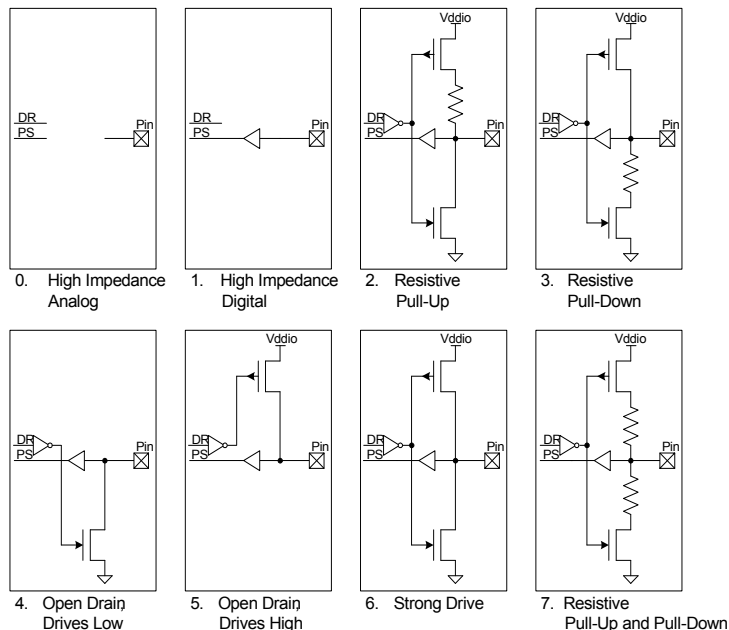 DR
PS
Pin
0. High Impedance
Analog
DR
PS
Pin
1. High Impedance
Digital
Vddio
DR
PS
Pin
2. Resistive
Pull-Up
Vddio
DR
PS
Pin
3. Resistive
Pull-Down
DR
PS
Pin
4. Open Drain,
Drives Low
Vddio
DR
PS
Pin
5. Open Drain,
Drives High
Vddio
DR
PS
Pin
6. Strong Drive
Vddio
DR
PS
Pin
7. Resistive
Pull-Up and Pull-Down